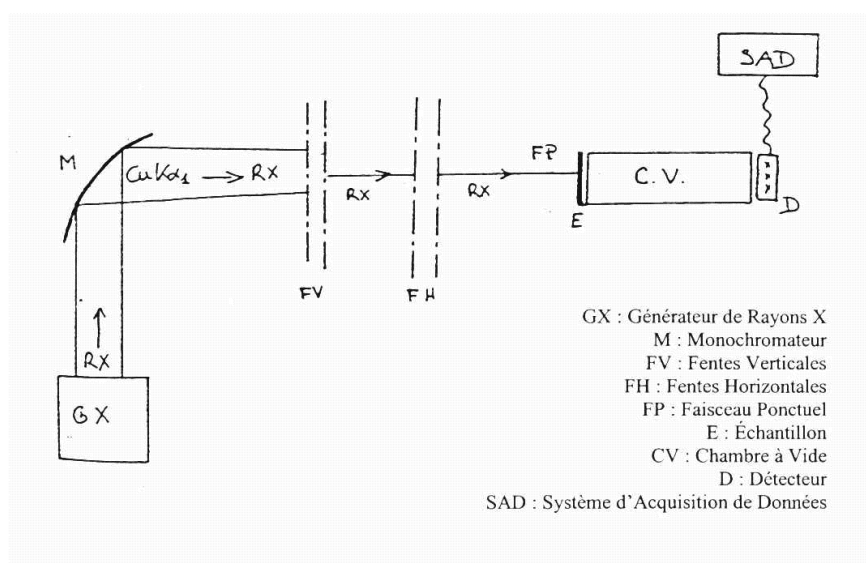 SAD
M
CuKα1 → RX
FP
C.V.
RX
RX
E
D
FV
FH
RX
GX
GX : Générateur de Rayons X
M : Monochromateur
FV : Fentes Verticales
FH : Fentes Horizontales
FP : Faisceau Ponctuel
E : Échantillon
CV : Chambre à Vide
D : Détecteur
SAD : Système d'Acquisition de Données